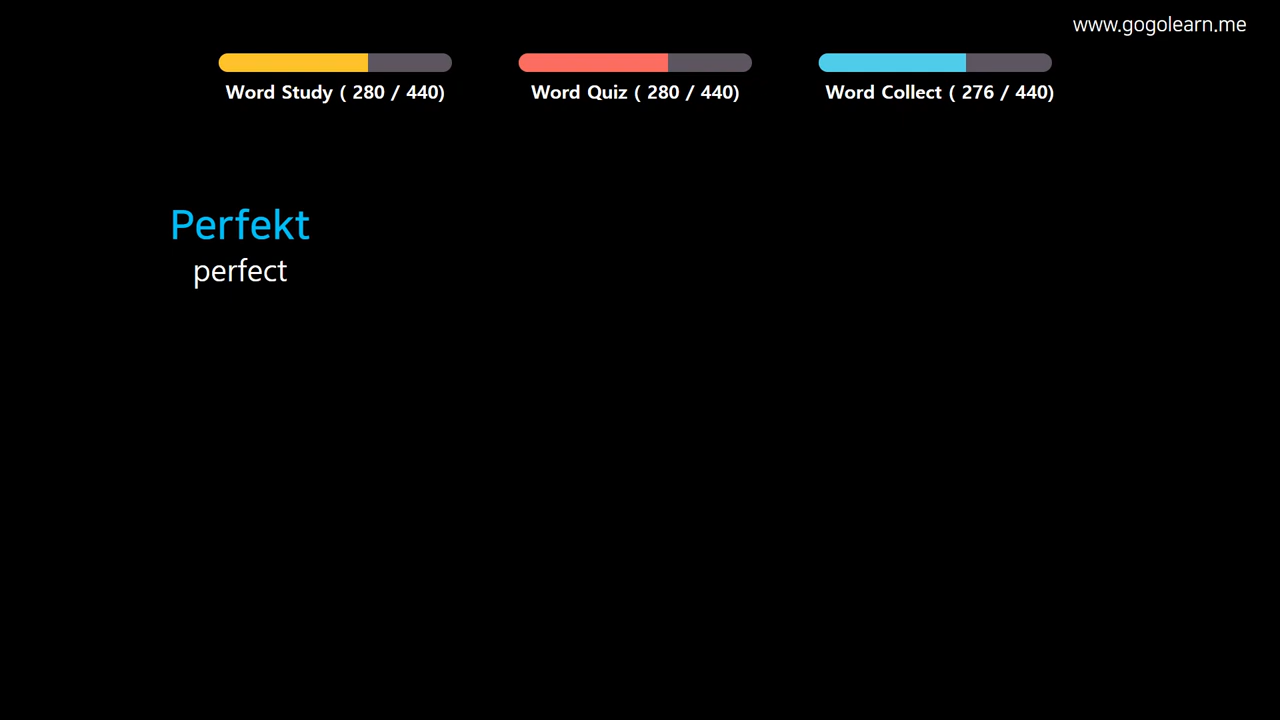 www.gogolearn.me
Word Study ( 280 / 440)
Word Quiz ( 280 / 440)
Word Collect ( 276 / 440)
Perfekt
perfect